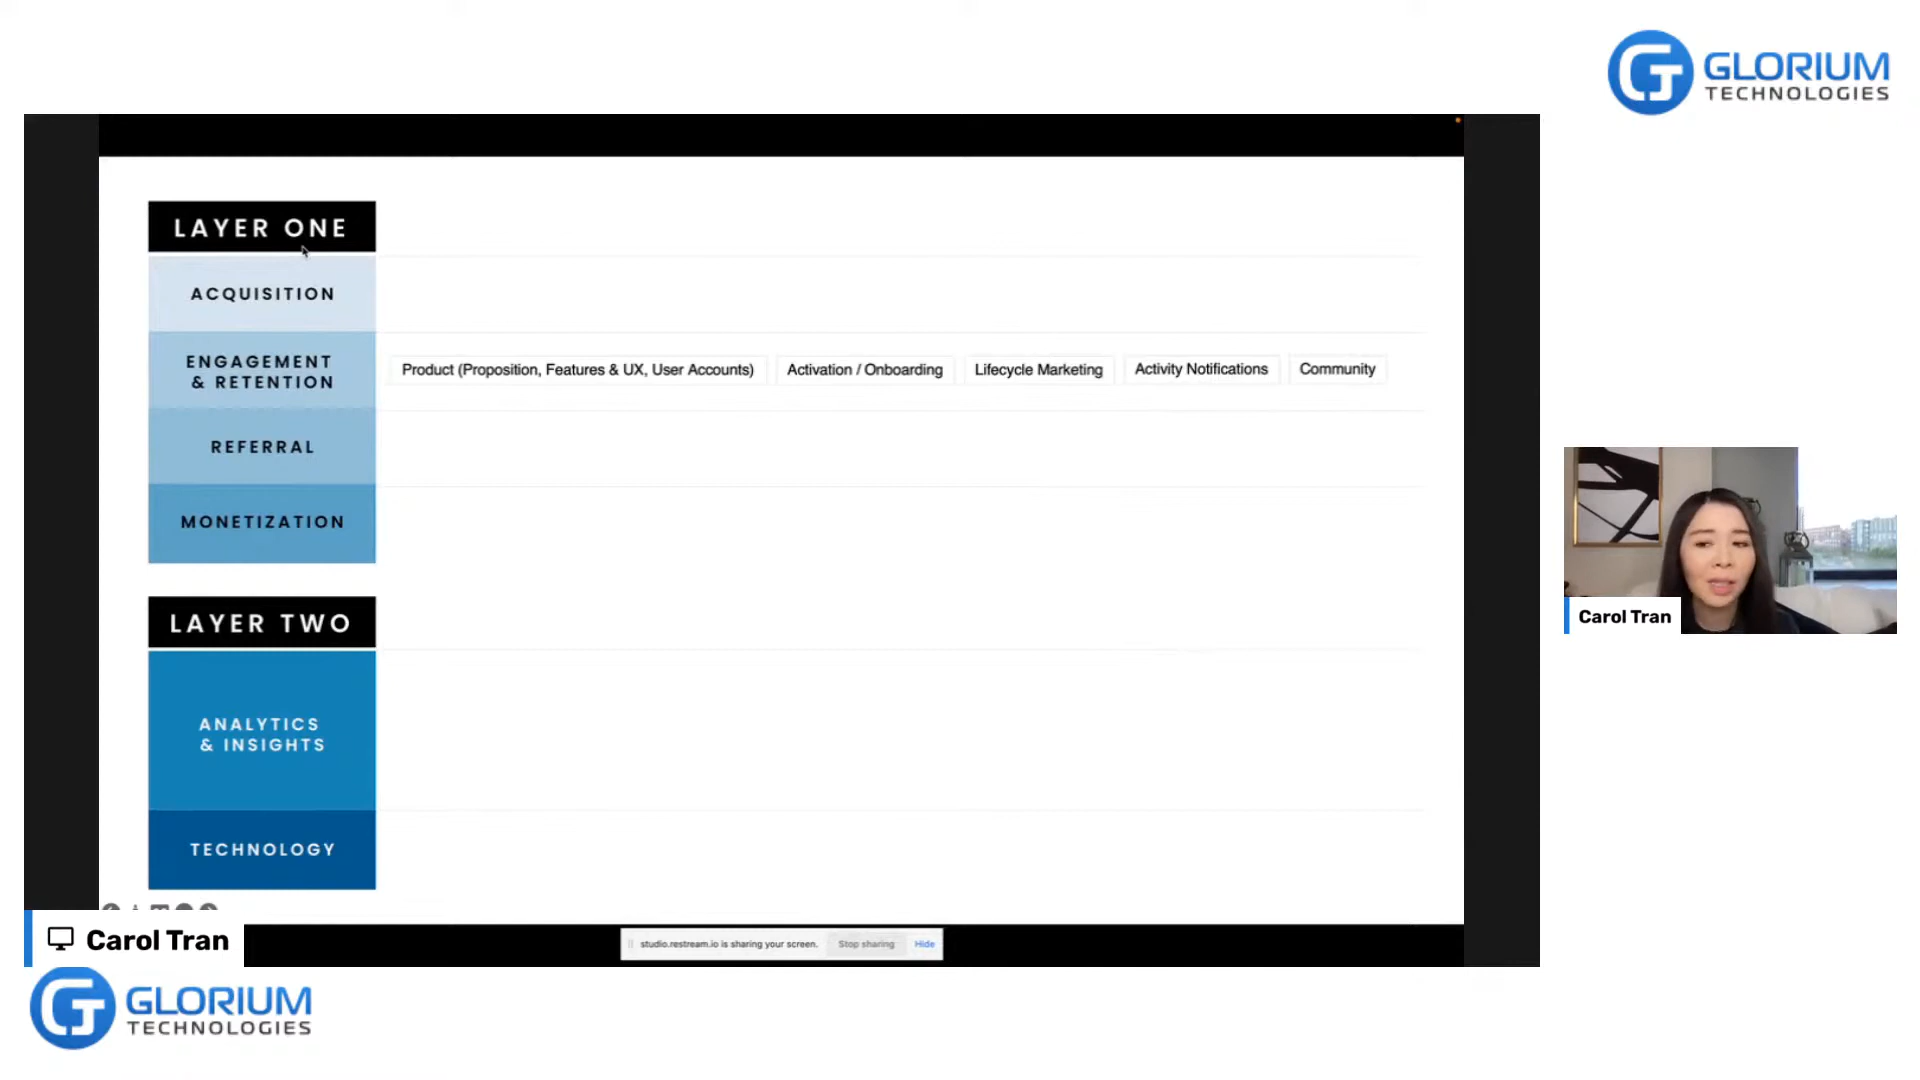 GLORIUM
TECHNOLOGIES
LAYER ONE
ACQUISITION
ENGAGEMENT
& RETENTION
Product (Proposition, Features & UX, User Accounts)
Activation / Onboarding
Lifecycle Marketing
Activity Notifications
Community
REFERRAL
MONETIZATION
LAYER TWO
ANALYTICS
& INSIGHTS
TECHNOLOGY
Carol Tran
Carol Tran
studio.restream.io is sharing your screen.
Stop sharing
Hide
GLORIUM
TECHNOLOGIES